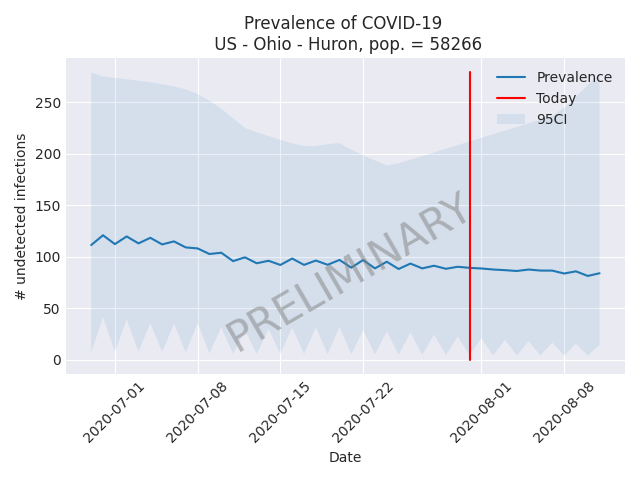 Prevalence of COVID-19
US - Ohio - Huron, pop. = 58266
# undetected infections
250
200
150
100
50
0
Prevalence
Today
95CI
PRELIMINARY
2020-07-01
2020-07-08
2020-07-15
2020-07-22
2020-08-01
2020-08-08
Date